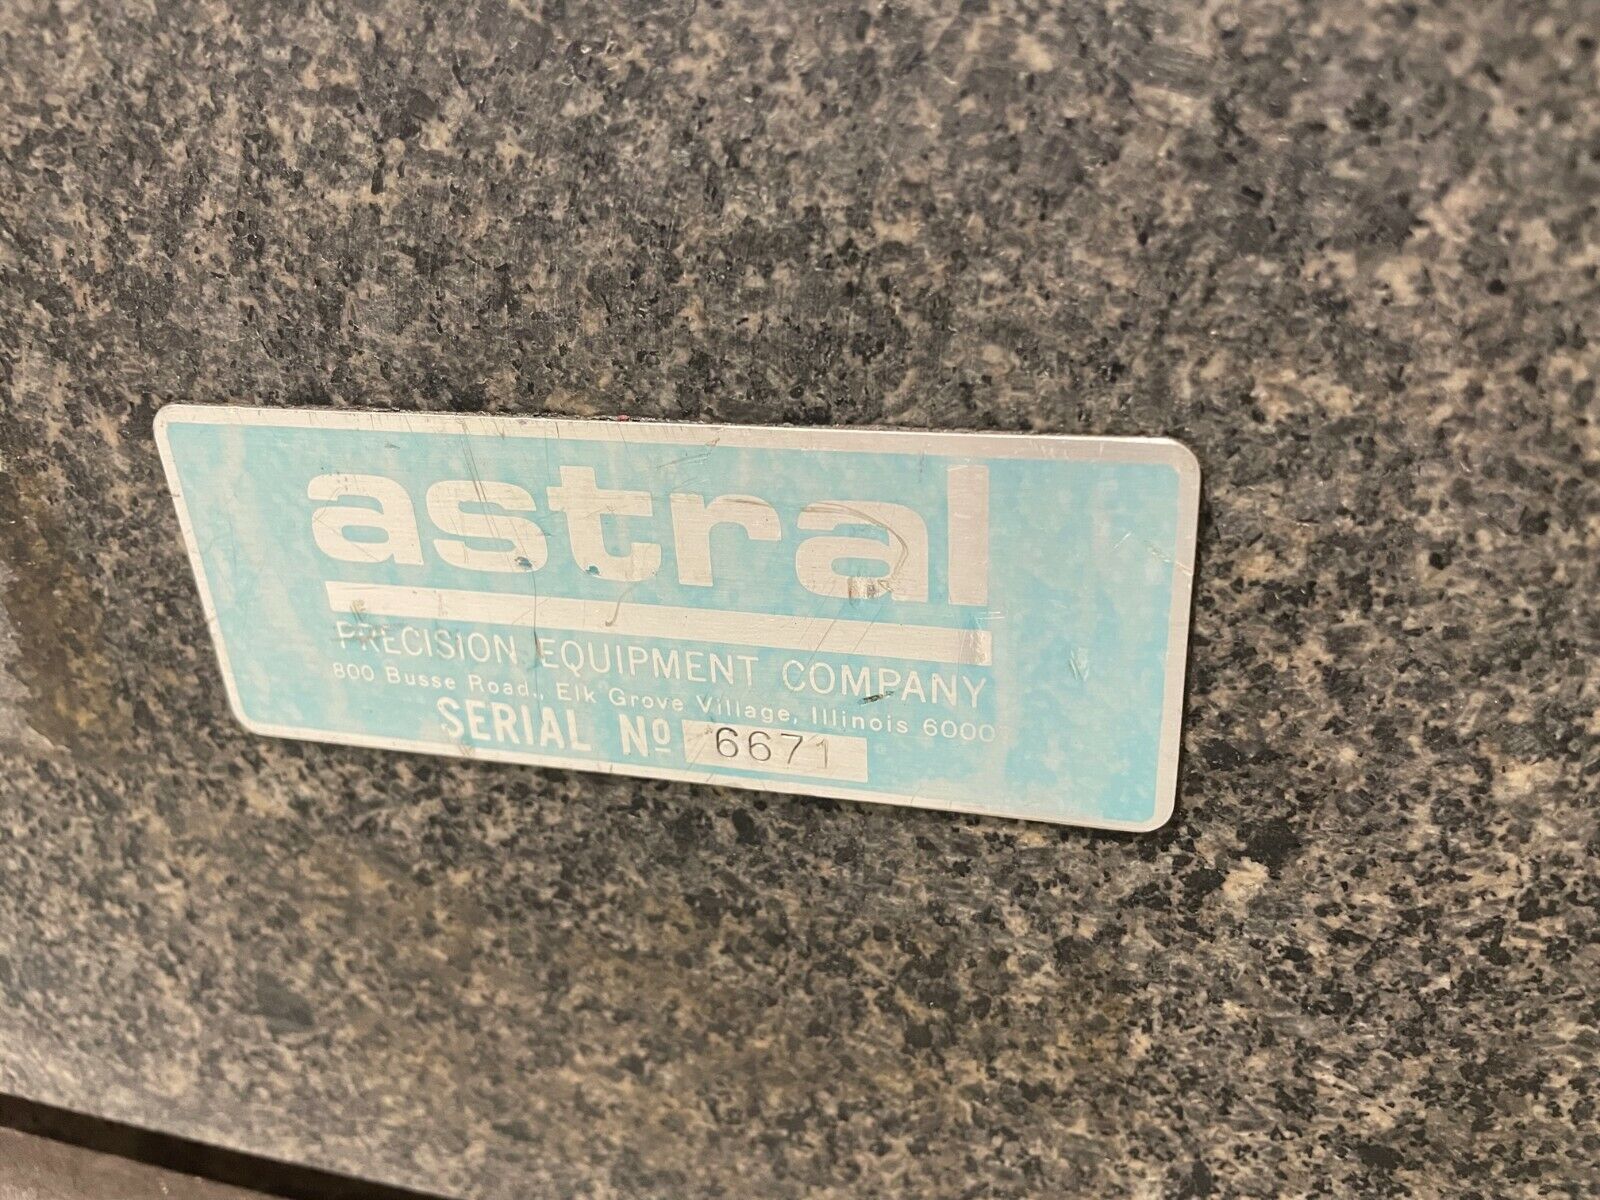 astral
PRECISION EQUIPMENT COMPANY
800 Busse Road., Elk Grove Village, Illinois 6000
SERIAL Nº 6671